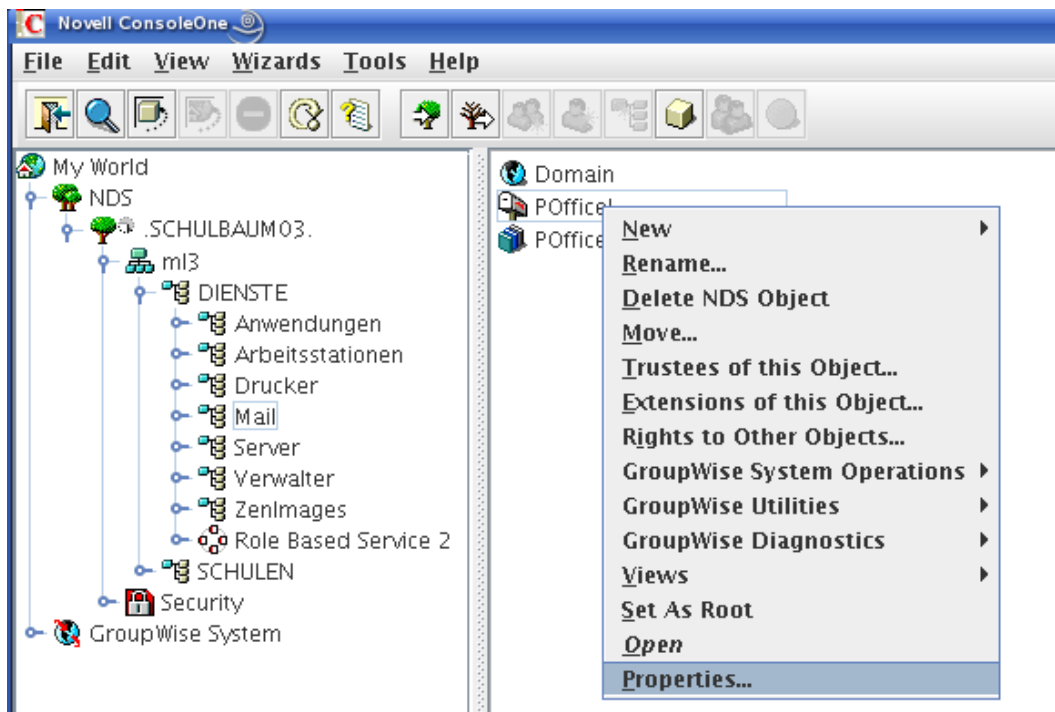 Novell ConsoleOne
File Edit View Wizards Tools Help
My World
NDS
.SCHULBAUM03.
ml3
DIENSTE
Anwendungen
Arbeitsstationen
Drucker
Mail
Server
Verwalter
ZenImages
Role Based Service 2
SCHULEN
Security
GroupWise System
Domain
POffice
POffice
New
Rename...
Delete NDS Object
Move...
Trustees of this Object...
Extensions of this Object...
Rights to Other Objects...
GroupWise System Operations
GroupWise Utilities
GroupWise Diagnostics
Views
Set As Root
Open
Properties...